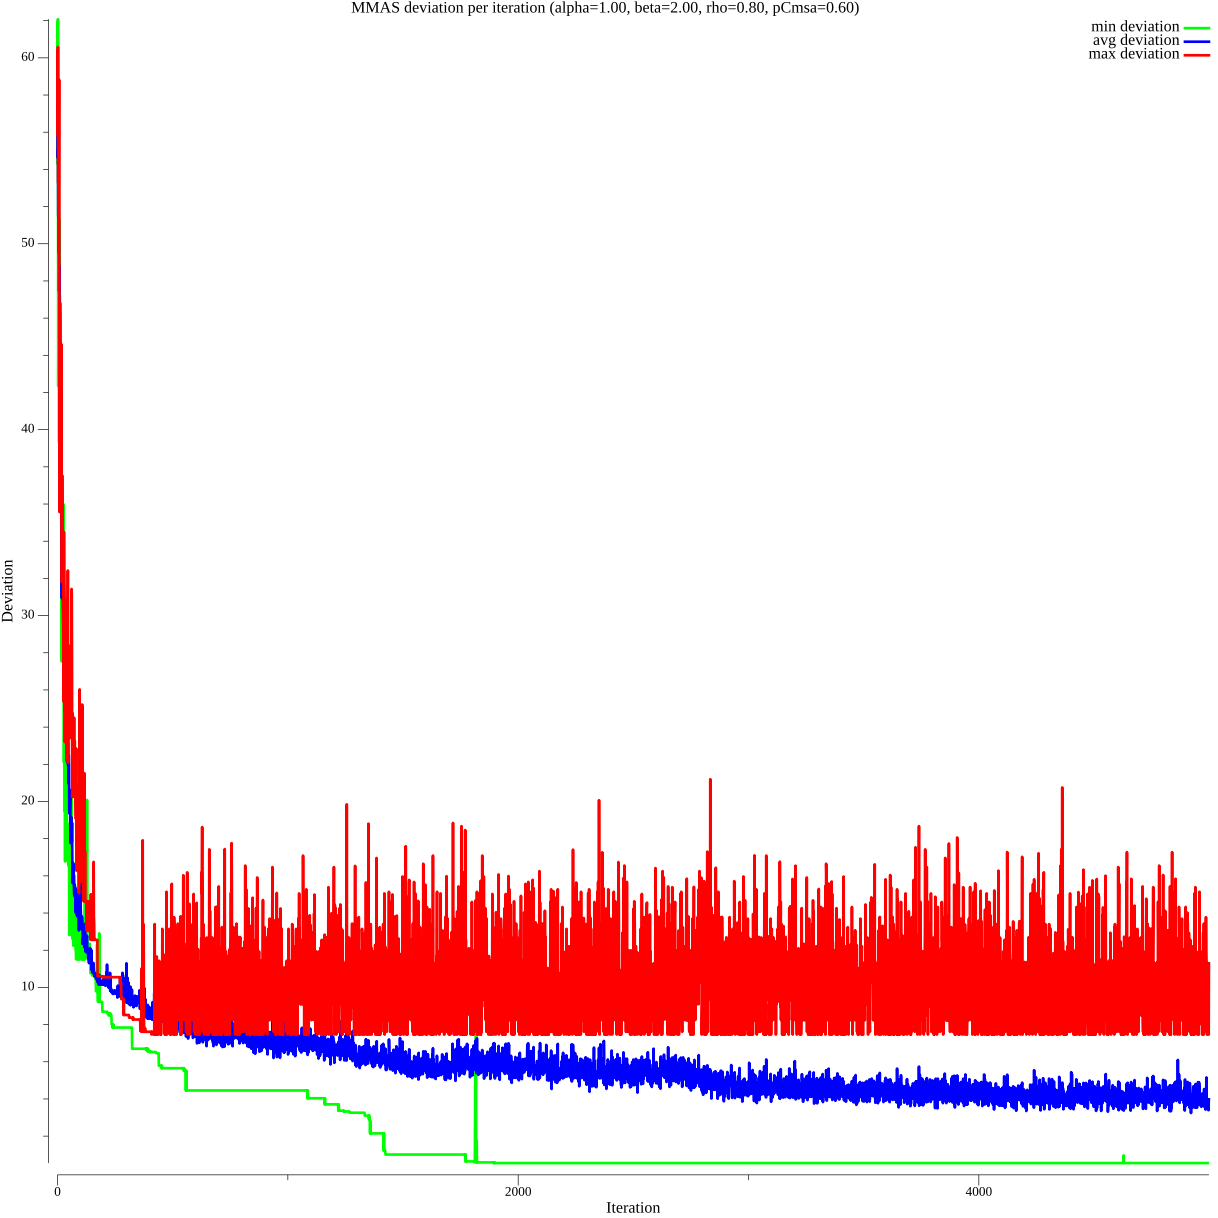 MMAS deviation per iteration (alpha=1.00, beta=2.00, rho=0.80, pCmsa=0.60)
min deviation
avg deviation
max deviation
60
50
40
30
20
10
Deviation
0
2000
4000
Iteration